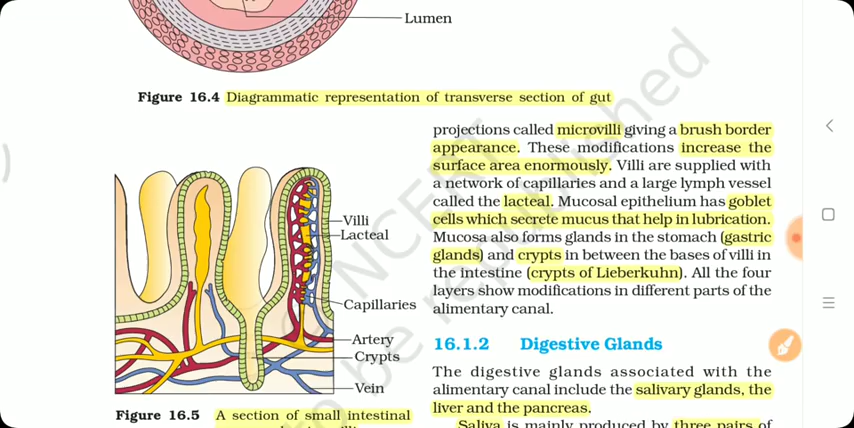 Lumen
Figure 16.4 Diagrammatic representation of transverse section of gut
Villi
Lacteal
Capillaries
Artery
Crypts
Vein
Figure 16.5 A section of small intestinal
projections called microvilli giving a brush border
appearance. These modifications increase the
surface area enormously. Villi are supplied with
a network of capillaries and a large lymph vessel
called the lacteal. Mucosal epithelium has goblet
cells which secrete mucus that help in lubrication.
Mucosa also forms glands in the stomach (gastric
glands) and crypts in between the bases of villi in
the intestine (crypts of Lieberkuhn). All the four
layers show modifications in different parts of the
alimentary canal.
16.1.2 Digestive Glands
The digestive glands associated with the
alimentary canal include the salivary glands, the
liver and the pancreas.
Saliva is mainly produced by three pairs of